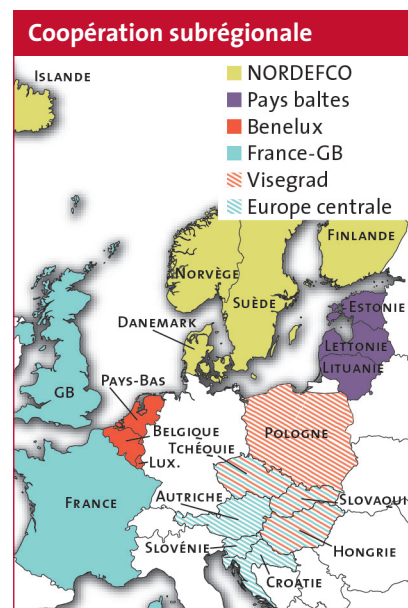 Coopération subrégionale
ISLANDE
NORDEFCO
Pays baltes
Benelux
France-GB
Visegrad
Europe centrale
FINLANDE
NORVÈGE
SUÈDE
ESTONIE
DANEMARK
LETTONIE
LITUANIE
GB
PAYS-BAS
BELGIQUE
POLOGNE
TCHÉQUIE
LUX.
AUTRICHE
SLOVAQUI
FRANCE
SLOVÉNIE
HONGRIE
CROATIE